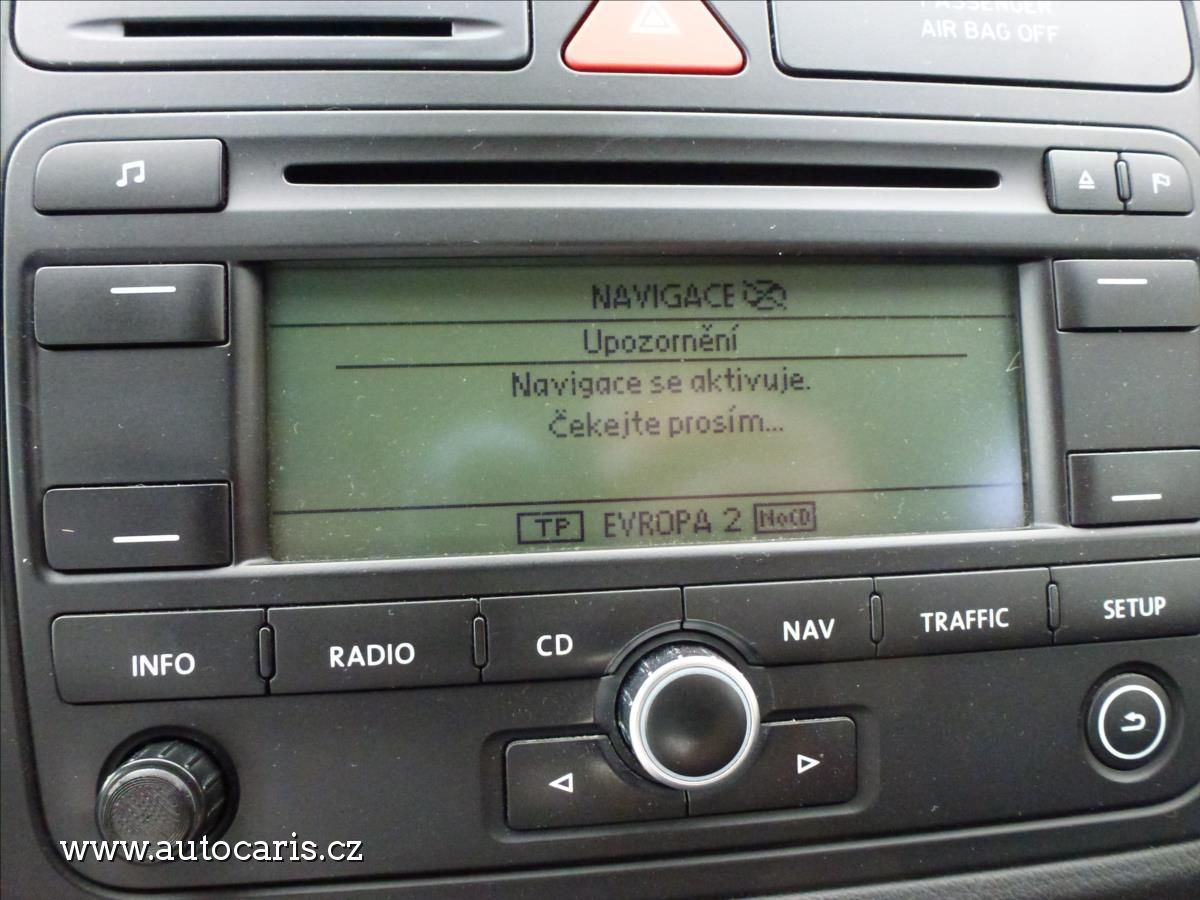 PASSENGER
AIR BAG OFF
NAVIGACE
Upozornění
Navigace se aktivuje.
Čekejte prosím...
TP EVROPA 2 NoCD
INFO
RADIO
CD
NAV
TRAFFIC
SETUP
www.autocaris.cz